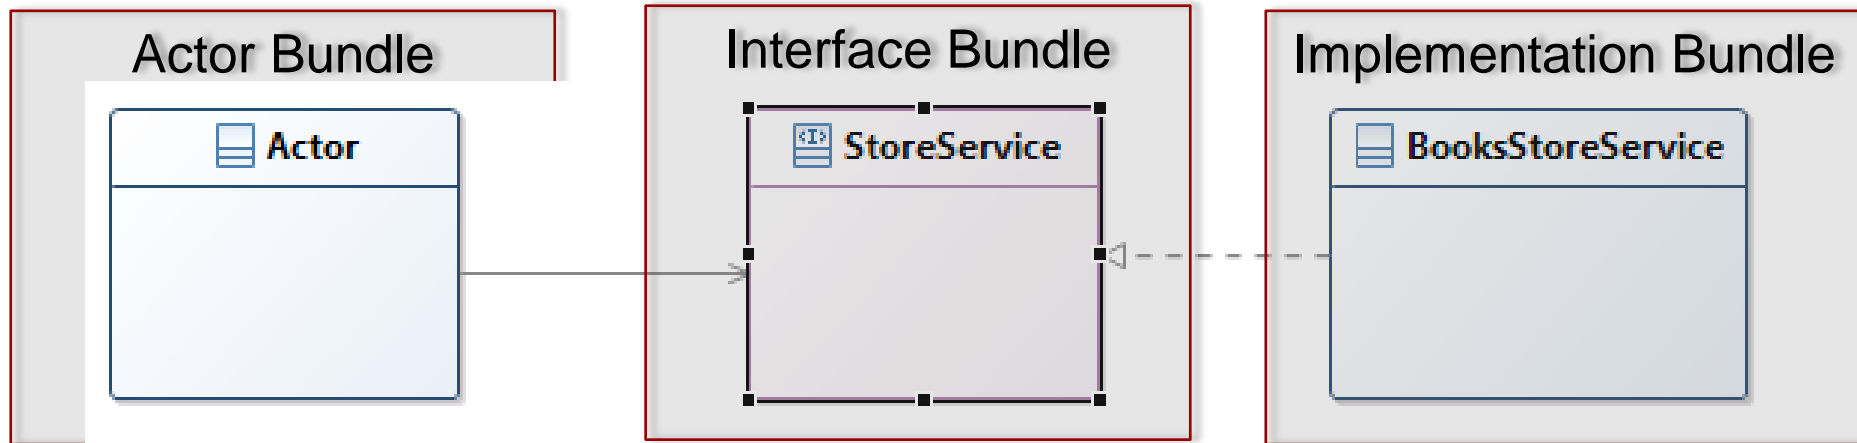 Actor Bundle
Interface Bundle
Implementation Bundle
Actor
<I>
StoreService
BooksStoreService